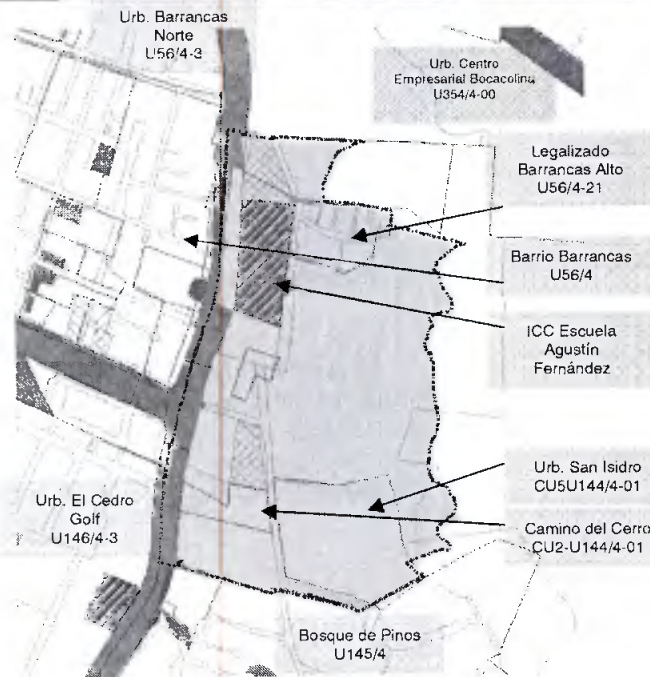 Urb. Barrancas
Norte
U56/4-3
Urb. Centro
Empresarial Bocacolina
U354/4-00
Legalizado
Barrancas Alto
U56/4-21
Barrio Barrancas
U56/4
ICC Escuela
Agustín
Fernández
Urb. San Isidro
CU5U144/4-01
Camino del Cerro
CU2-U144/4-01
Urb. El Cedro
Golf
U146/4-3
Bosque de Pinos
U145/4